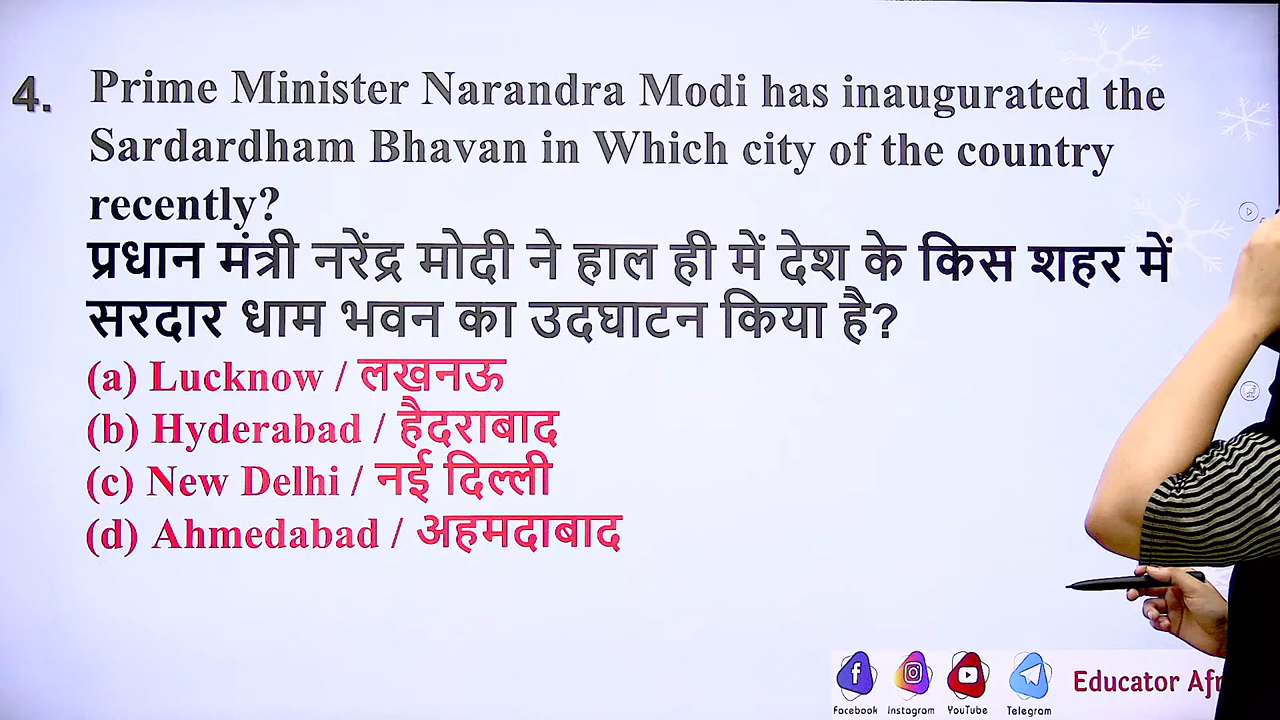 4. Prime Minister Narandra Modi has inaugurated the
Sardardham Bhavan in Which city of the country
recently?
प्रधान मंत्री नरेंद्र मोदी ने हाल ही में देश के किस शहर में
सरदार धाम भवन का उदघाटन किया है?
(a) Lucknow / लखनऊ
(b) Hyderabad / हैदराबाद
(c) New Delhi / नई दिल्ली
(d) Ahmedabad / अहमदाबाद
Facebook Instagram YouTube Telegram
Educator